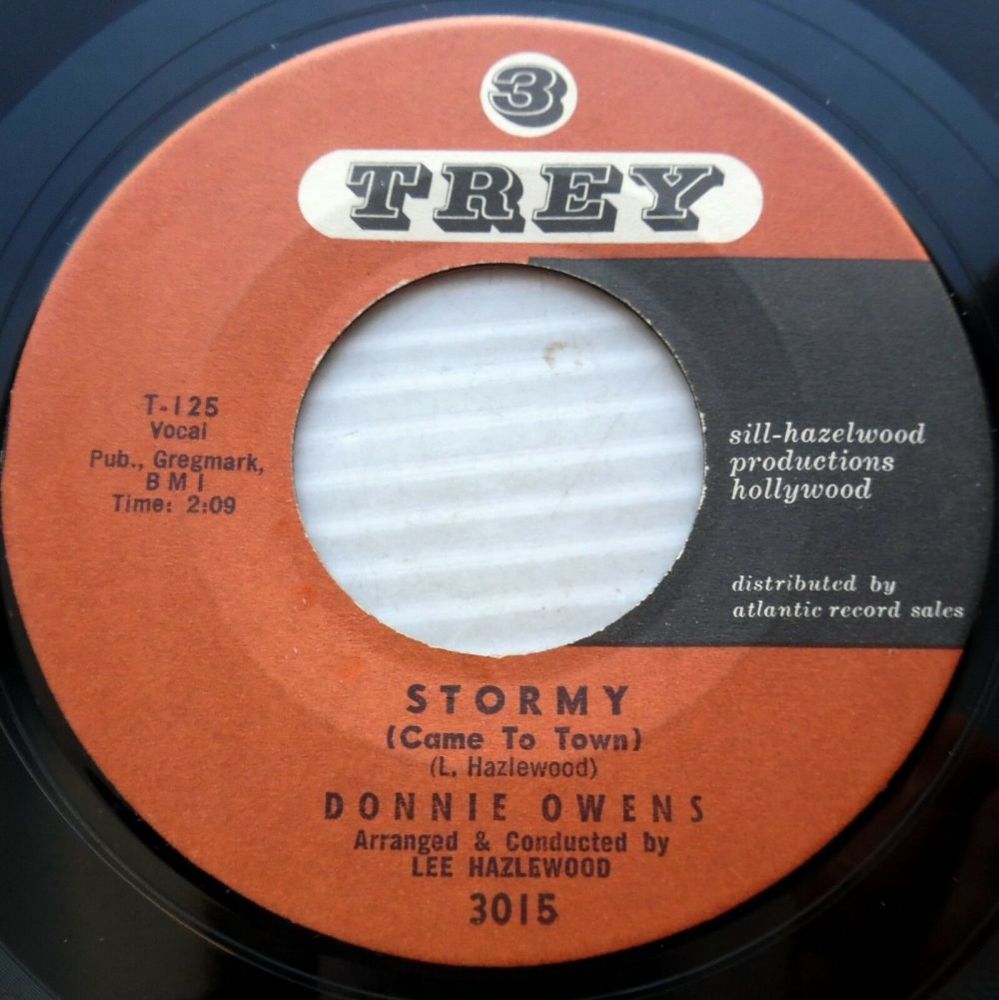 3
TREY
T-125
Vocal
Pub., Gregmark,
B M I
Time: 2:09
sill-hazelwood
productions
hollywood
distributed by
atlantic record sales
STORMY
(Came To Town)
(L. Hazlewood)
DONNIE OWENS
Arranged & Conducted by
LEE HAZLEWOOD
3015